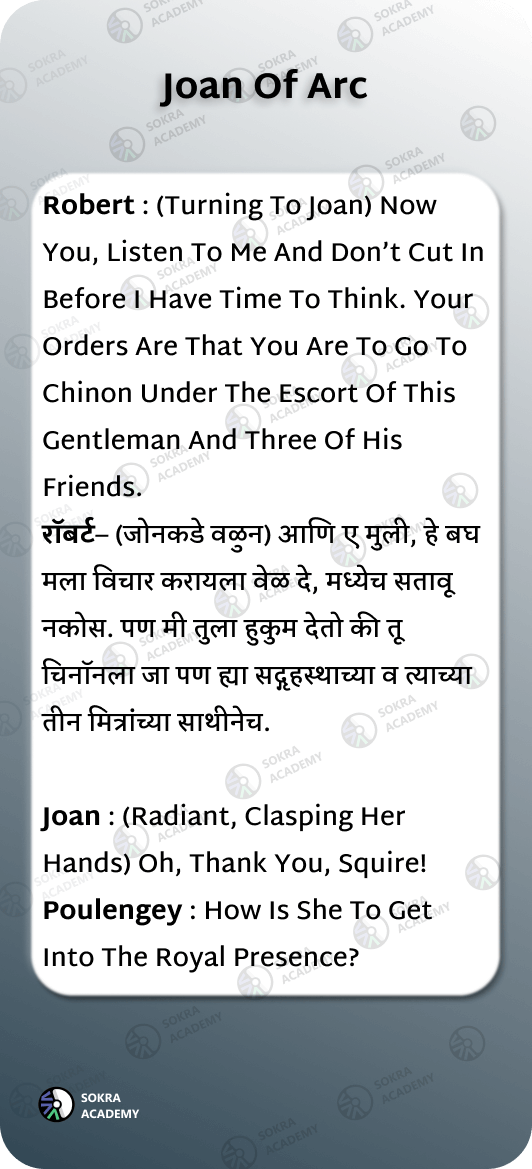 Joan Of Arc
Robert : (Turning To Joan) Now
You, Listen To Me And Don't Cut In
Before I Have Time To Think. Your
Orders Are That You Are To Go To
Chinon Under The Escort Of This
Gentleman And Three Of His
Friends.
रॉबर्ट– (जोनकडे वळुन) आणि ए मुली, हे बघ
मला विचार करायला वेळ दे, मध्येच सतावू
नकोस. पण मी तुला हुकुम देतो की तू
चिनॉनला जा पण ह्या सद्गृहस्थाच्या व त्याच्या
तीन मित्रांच्या साथीनेच.
Joan : (Radiant, Clasping Her
Hands) Oh, Thank You, Squire!
Poulengey : How Is She To Get
Into The Royal Presence?
SOKRA
ACADEMY